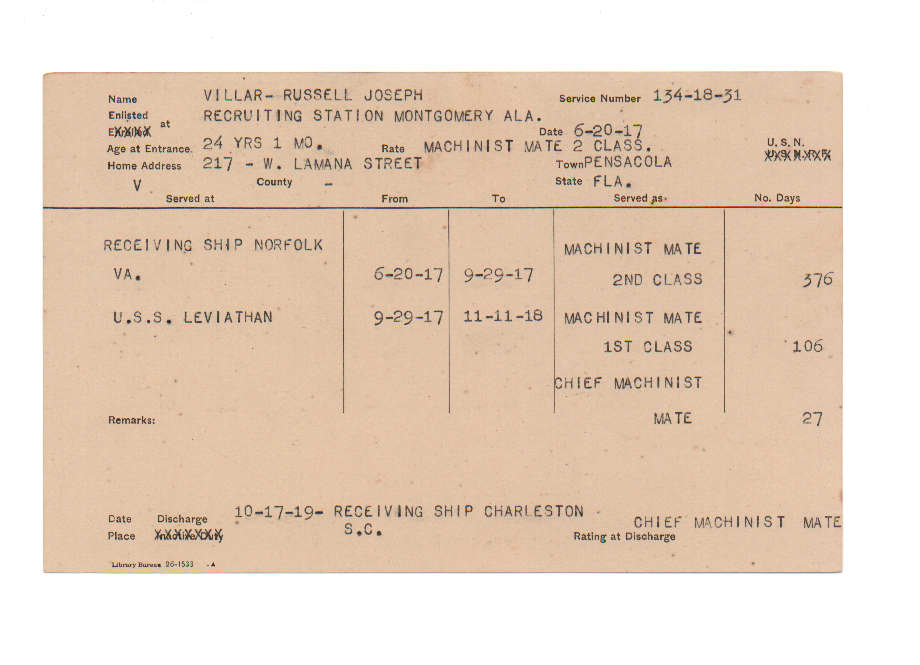 Name VILLAR- RUSSELL JOSEPH Service Number 134-18-31
Enlisted at RECRUITING STATION MONTGOMERY ALA.
Date 6-20-17
Age at Entrance. 24 YRS 1 MO. Rate MACHINIST MATE 2 CLASS. U.S.N.
Home Address 217 - W. LAMANA STREET Town PENSACOLA
V County - State FLA.
Served at From To Served as No. Days
RECEIVING SHIP NORFOLK MACHINIST MATE
VA. 6-20-17 9-29-17 2ND CLASS 376
U.S.S. LEVIATHAN 9-29-17 11-11-18 MACHINIST MATE
1ST CLASS 106
CHIEF MACHINIST
Remarks: MATE 27
10-17-19- RECEIVING SHIP CHARLESTON
Date Discharge S.C. CHIEF MACHINIST MATE
Place Inactive Duty Rating at Discharge
Library Bureau 26-1533 .A